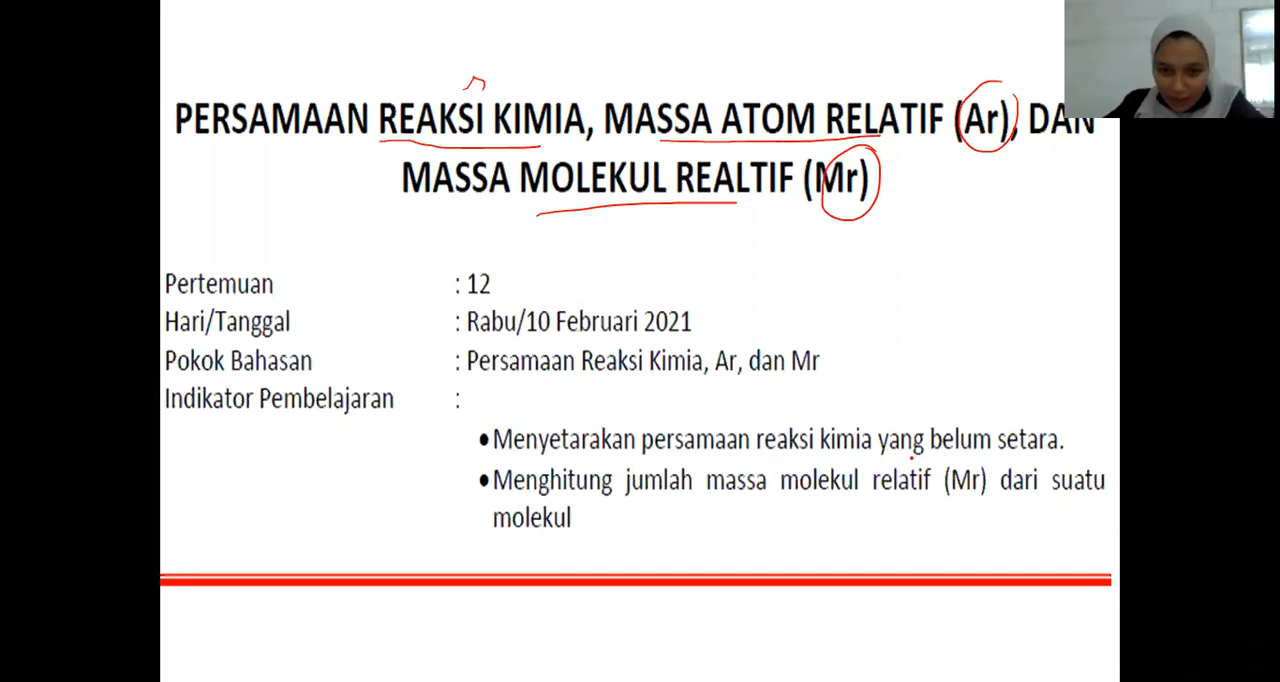 PERSAMAAN REAKSI KIMIA, MASSA ATOM RELATIF (Ar), DAN
MASSA MOLEKUL REALTIF (Mr)
Pertemuan : 12
Hari/Tanggal : Rabu/10 Februari 2021
Pokok Bahasan : Persamaan Reaksi Kimia, Ar, dan Mr
Indikator Pembelajaran :
•Menyetarakan persamaan reaksi kimia yang belum setara.
•Menghitung jumlah massa molekul relatif (Mr) dari suatu
molekul